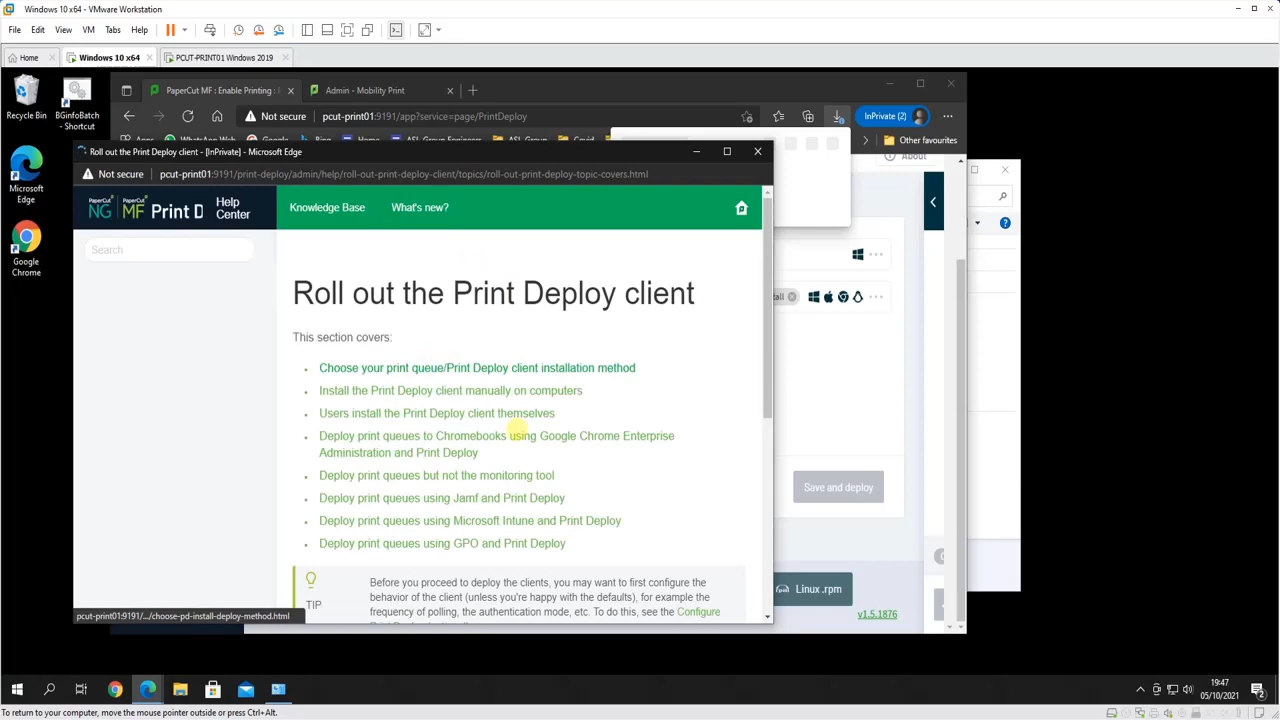 Windows 10 x64 - VMware Workstation
File Edit View VM Tabs Help
Home Windows 10 x64 PCUT-PRINT01 Windows 2019
Recycle Bin
BGinfoBatch - Shortcut
Microsoft Edge
Google Chrome
PaperCut MF : Enable Printing : Admin - Mobility Print
Not secure pcut-print01:9191/app?service=page/PrintDeploy InPrivate (2)
Other favourites
About
Roll out the Print Deploy client - [InPrivate] - Microsoft Edge
Not secure pcut-print01:9191/print-deploy/admin/help/roll-out-print-deploy-client/topics/roll-out-print-deploy-topic-covers.html
PaperCut NG PaperCut MF Print D Help Center
Knowledge Base What's new?
Search
Roll out the Print Deploy client
This section covers:
Choose your print queue/Print Deploy client installation method
Install the Print Deploy client manually on computers
Users install the Print Deploy client themselves
Deploy print queues to Chromebooks using Google Chrome Enterprise
Administration and Print Deploy
Deploy print queues but not the monitoring tool
Deploy print queues using Jamf and Print Deploy
Deploy print queues using Microsoft Intune and Print Deploy
Deploy print queues using GPO and Print Deploy
TIP
Before you proceed to deploy the clients, you may want to first configure the
behavior of the client (unless you're happy with the defaults), for example the
frequency of polling, the authentication mode, etc. To do this, see the Configure
Save and deploy
Linux .rpm
v1.5.1876
pcut-print01:9191/.../choose-pd-install-deploy-method.html
19:47
05/10/2021
To return to your computer, move the mouse pointer outside or press Ctrl+Alt.